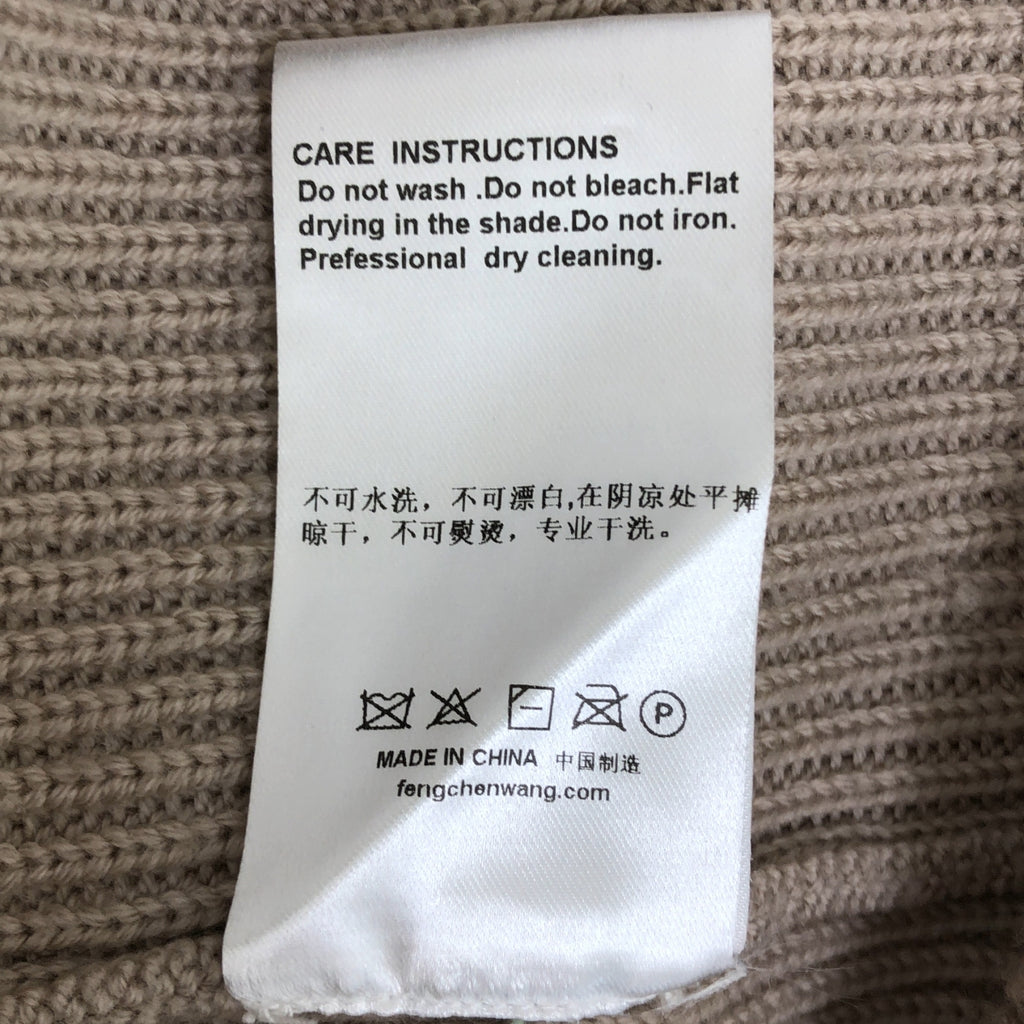 CARE INSTRUCTIONS
Do not wash .Do not bleach.Flat
drying in the shade.Do not iron.
Prefessional dry cleaning.
不可水洗，不可漂白,在阴凉处平摊
晾干，不可熨烫，专业干洗。
P
MADE IN CHINA 中国制造
fengchenwang.com